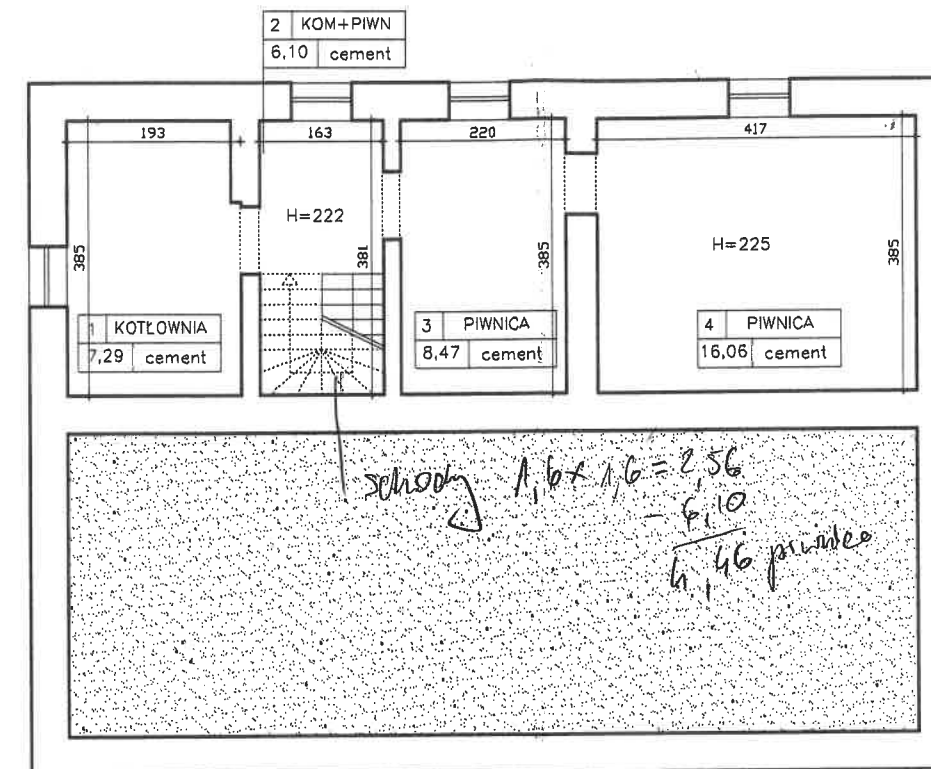 2 KOM+PIWN
6,10 cement
193
163
220
417
H=222
H=225
385
381
385
385
1 KOTŁOWNIA
7,29 cement
3 PIWNICA
8,47 cement
4 PIWNICA
16,06 cement
schody 1,6 x 1,6 = 2,56
- 6,10
4,46 piwnica